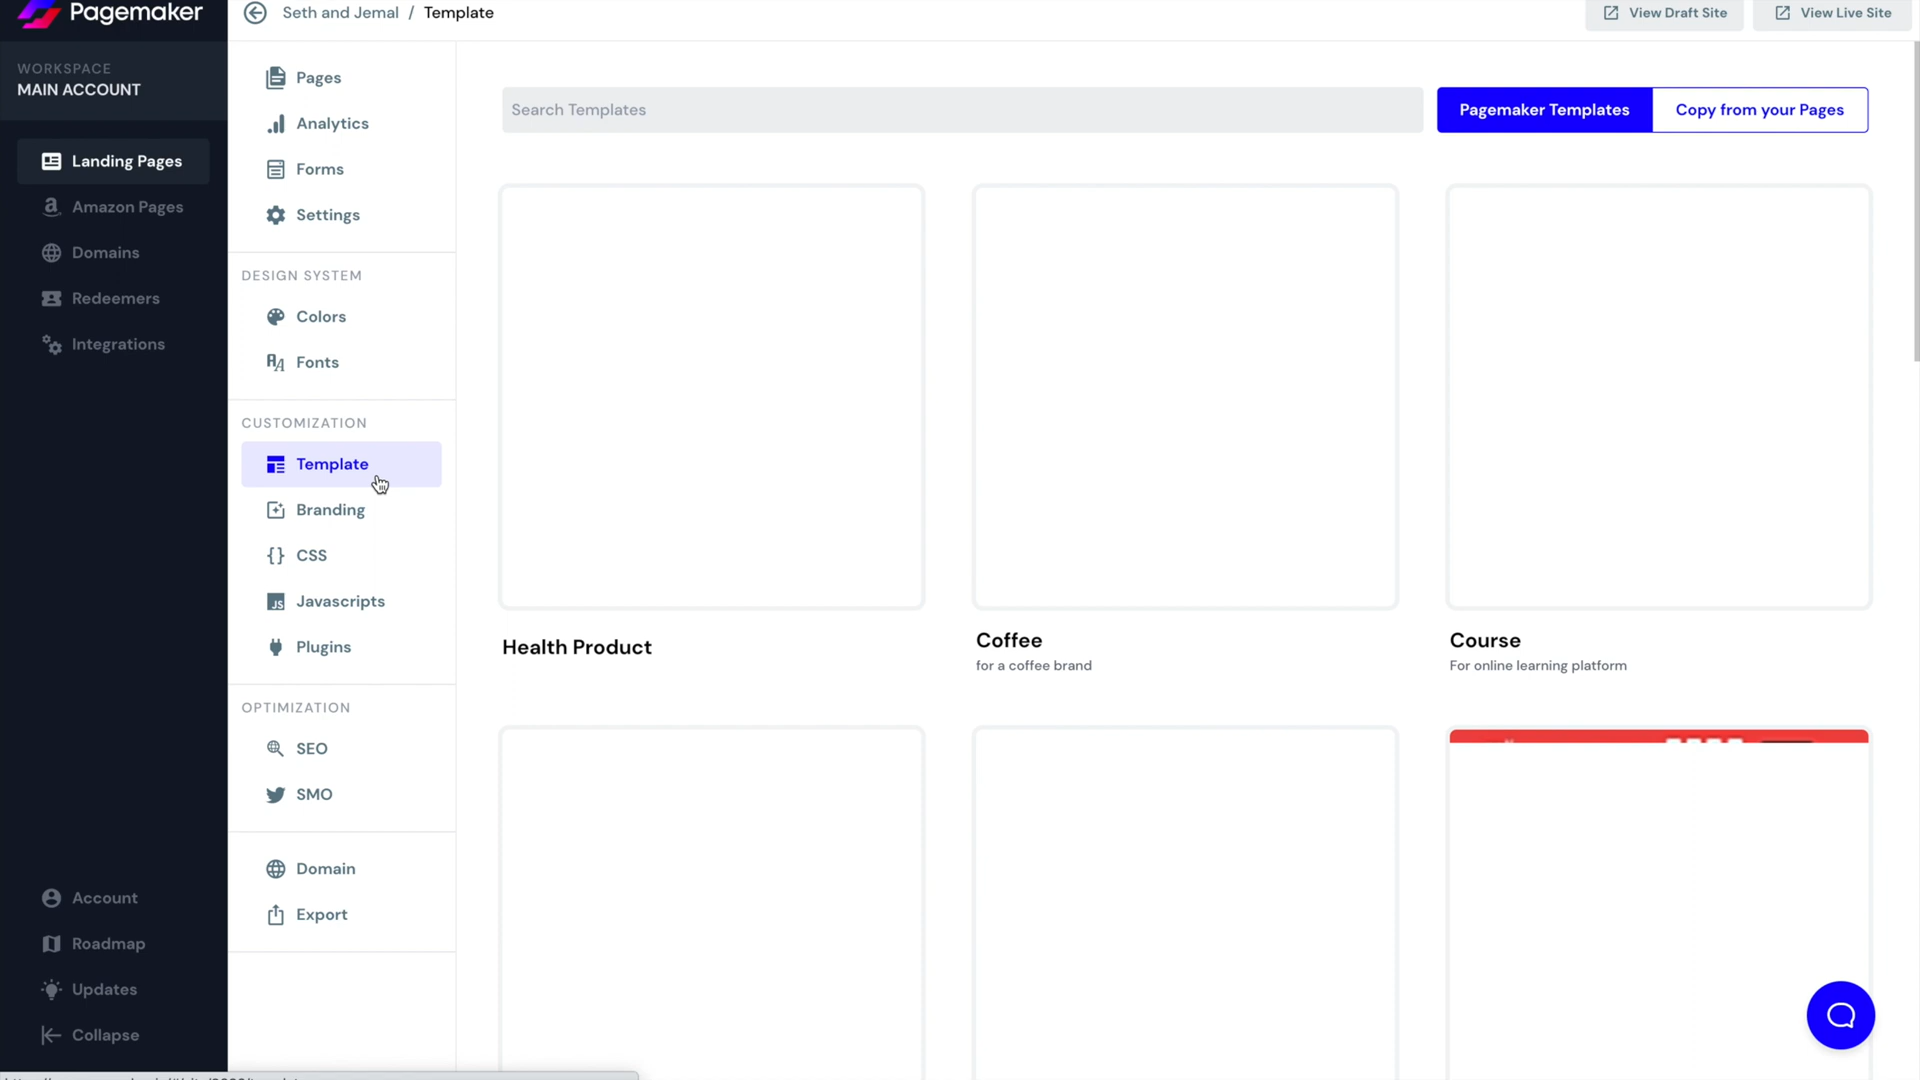 Pagemaker
WORKSPACE
MAIN ACCOUNT
Landing Pages
Amazon Pages
Domains
Redeemers
Integrations
Account
Roadmap
Updates
Collapse
Seth and Jemal / Template
View Draft Site
View Live Site
Pages
Analytics
Forms
Settings
DESIGN SYSTEM
Colors
Fonts
CUSTOMIZATION
Template
Branding
CSS
Javascripts
Plugins
OPTIMIZATION
SEO
SMO
Domain
Export
Search Templates
Pagemaker Templates
Copy from your Pages
Health Product
Coffee
for a coffee brand
Course
For online learning platform